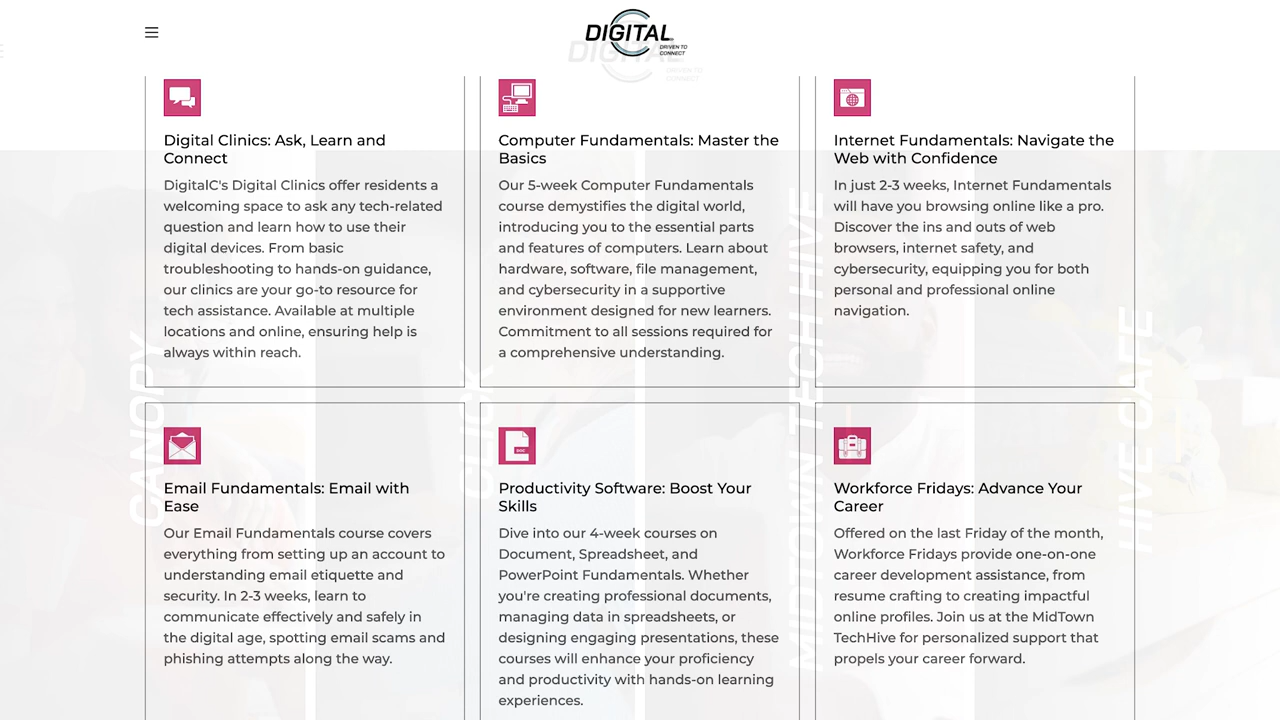 DIGITAL
DRIVEN TO
CONNECT
DIGITAL
DRIVEN TO
CONNECT
Digital Clinics: Ask, Learn and
Connect
DigitalC's Digital Clinics offer residents a
welcoming space to ask any tech-related
question and learn how to use their
digital devices. From basic
troubleshooting to hands-on guidance,
our clinics are your go-to resource for
tech assistance. Available at multiple
locations and online, ensuring help is
always within reach.
Computer Fundamentals: Master the
Basics
Our 5-week Computer Fundamentals
course demystifies the digital world,
introducing you to the essential parts
and features of computers. Learn about
hardware, software, file management,
and cybersecurity in a supportive
environment designed for new learners.
Commitment to all sessions required for
a comprehensive understanding.
Internet Fundamentals: Navigate the
Web with Confidence
In just 2-3 weeks, Internet Fundamentals
will have you browsing online like a pro.
Discover the ins and outs of web
browsers, internet safety, and
cybersecurity, equipping you for both
personal and professional online
navigation.
Email Fundamentals: Email with
Ease
Our Email Fundamentals course covers
everything from setting up an account to
understanding email etiquette and
security. In 2-3 weeks, learn to
communicate effectively and safely in
the digital age, spotting email scams and
phishing attempts along the way.
DOC
Productivity Software: Boost Your
Skills
Dive into our 4-week courses on
Document, Spreadsheet, and
PowerPoint Fundamentals. Whether
you're creating professional documents,
managing data in spreadsheets, or
designing engaging presentations, these
courses will enhance your proficiency
and productivity with hands-on learning
experiences.
Workforce Fridays: Advance Your
Career
Offered on the last Friday of the month,
Workforce Fridays provide one-on-one
career development assistance, from
resume crafting to creating impactful
online profiles. Join us at the MidTown
TechHive for personalized support that
propels your career forward.
CANOPY
CLICK
MIDTOWN TECH HIVE
HIVE CAFE